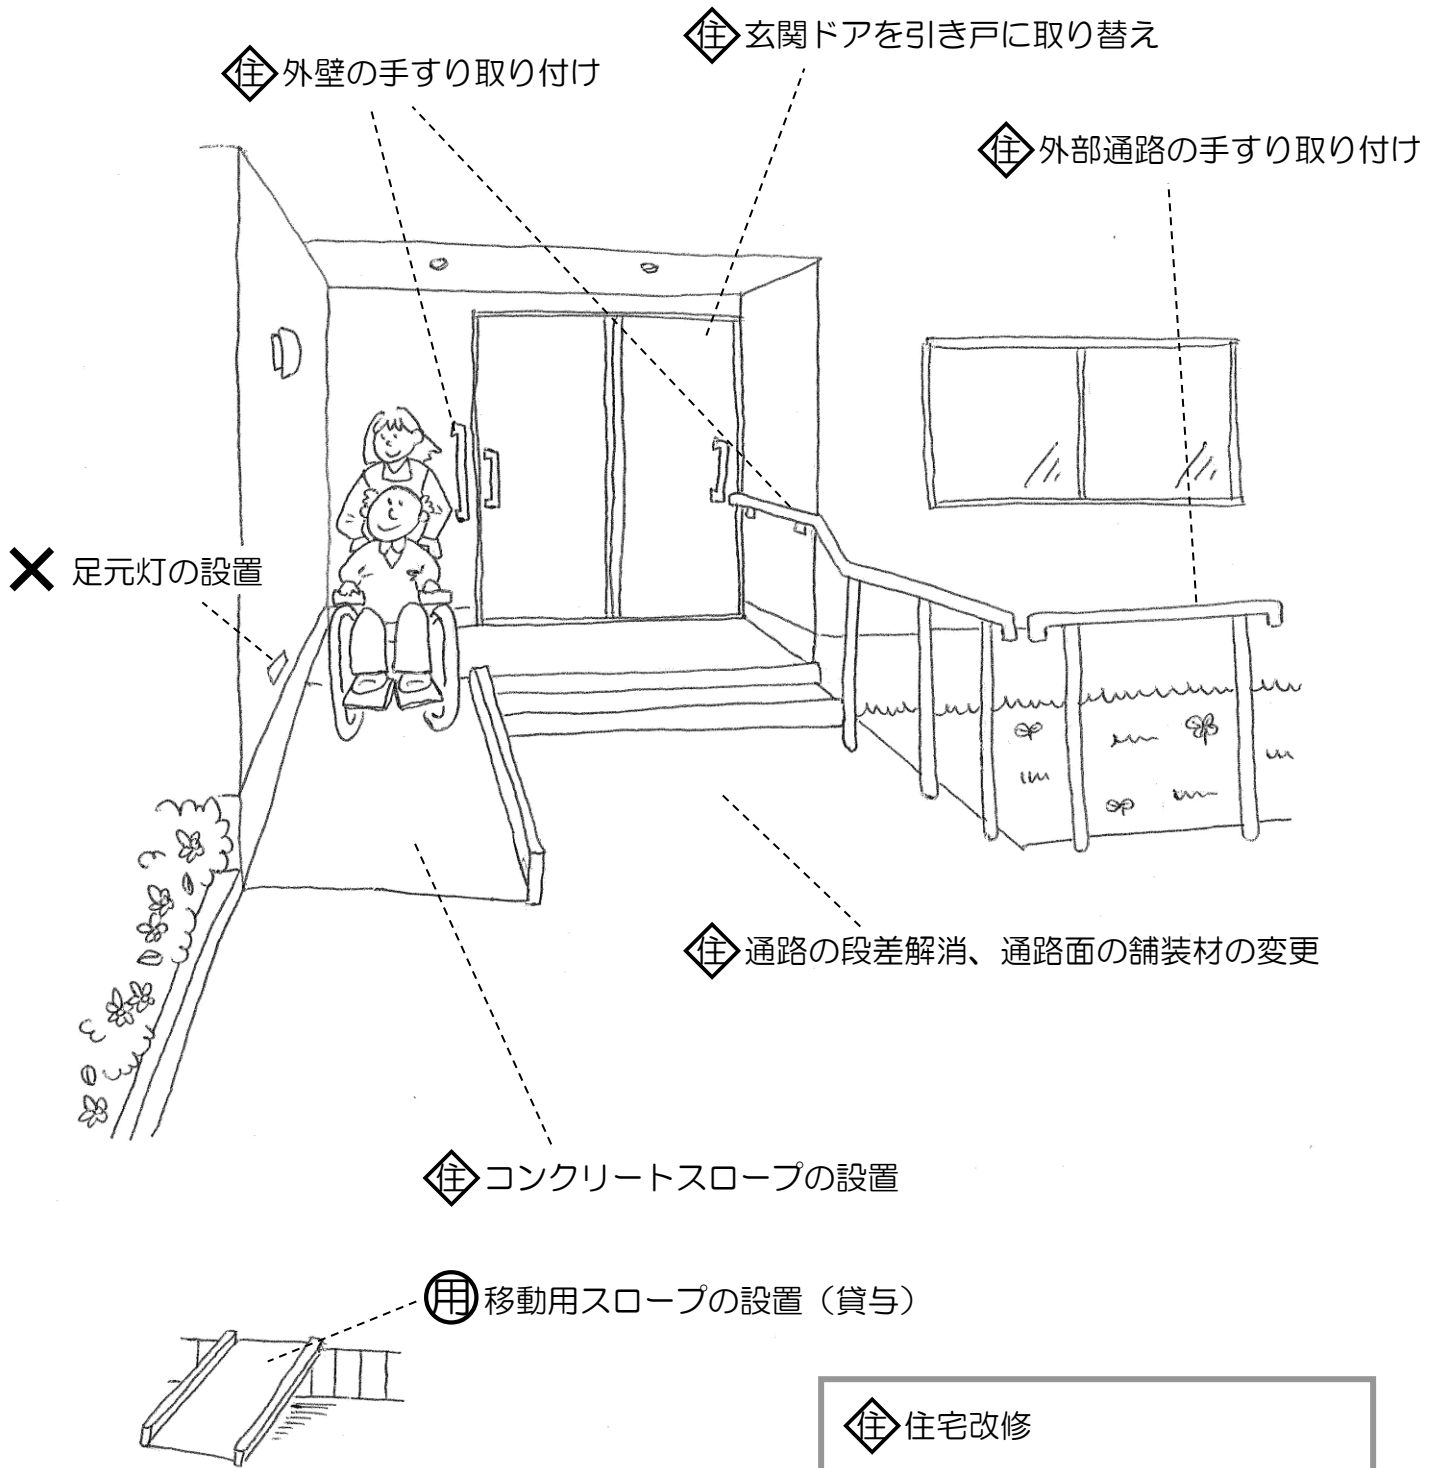 住 玄関ドアを引き戸に取り替え
住 外壁の手すり取り付け
住 外部通路の手すり取り付け
× 足元灯の設置
住 通路の段差解消、通路面の舗装材の変更
住 コンクリートスロープの設置
用 移動用スロープの設置（貸与）
住 住宅改修